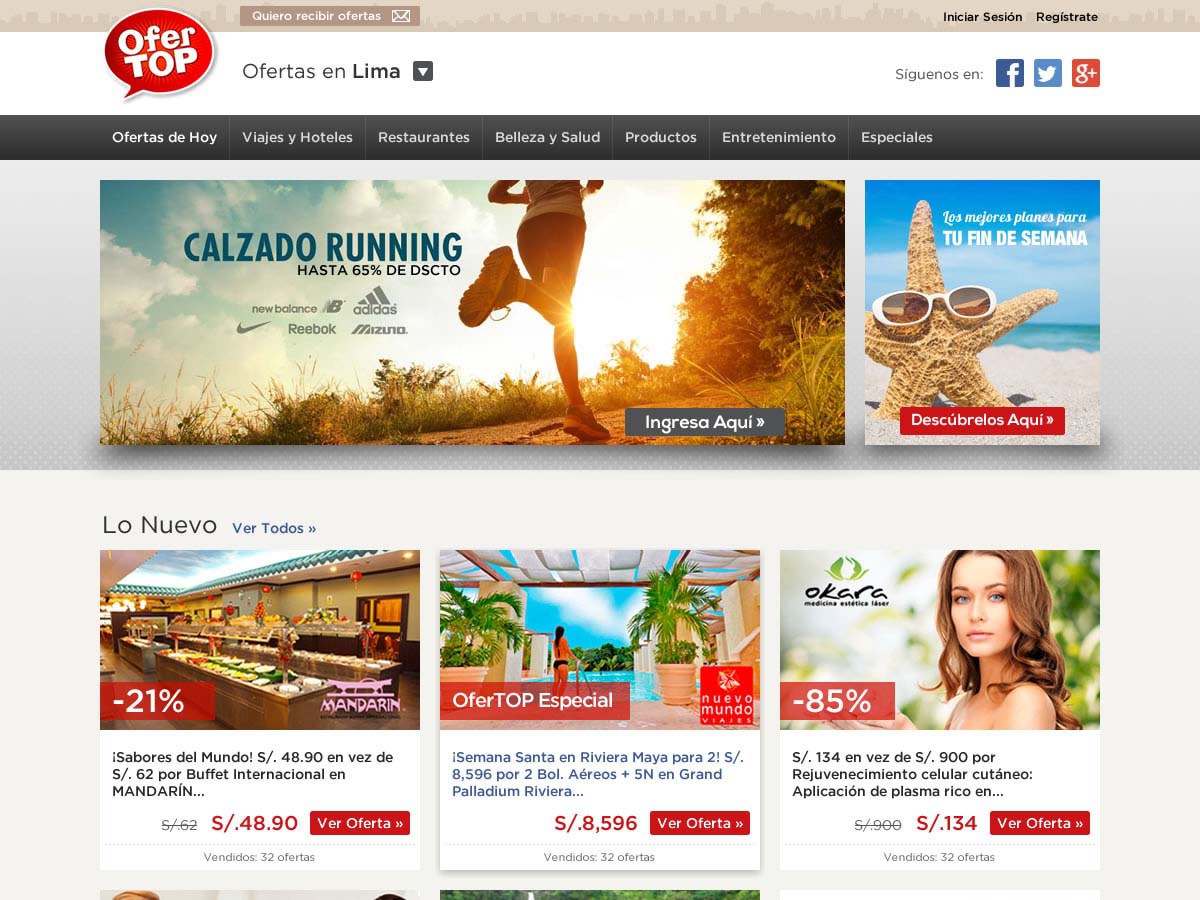 Quiero recibir ofertas
Iniciar Sesión Regístrate
Ofer
TOP
Ofertas en Lima
Síguenos en:
Ofertas de Hoy Viajes y Hoteles Restaurantes Belleza y Salud Productos Entretenimiento Especiales
CALZADO RUNNING
HASTA 65% DE DSCTO
new balance NB adidas
Reebok MIZUNO
Ingresa Aquí »
Los mejores planes para
TU FIN DE SEMANA
Descúbrelos Aquí »
Lo Nuevo Ver Todos »
-21%
MANDARIN
¡Sabores del Mundo! S/. 48.90 en vez de
S/. 62 por Buffet Internacional en
MANDARÍN...
S/.62 S/.48.90 Ver Oferta »
Vendidos: 32 ofertas
OferTOP Especial
nuevo
mundo
VIAJES
¡Semana Santa en Riviera Maya para 2! S/.
8,596 por 2 Bol. Aéreos + 5N en Grand
Palladium Riviera...
S/.8,596 Ver Oferta »
Vendidos: 32 ofertas
okara
medicina estética láser
-85%
S/. 134 en vez de S/. 900 por
Rejuvenecimiento celular cutáneo:
Aplicación de plasma rico en...
S/.900 S/.134 Ver Oferta »
Vendidos: 32 ofertas